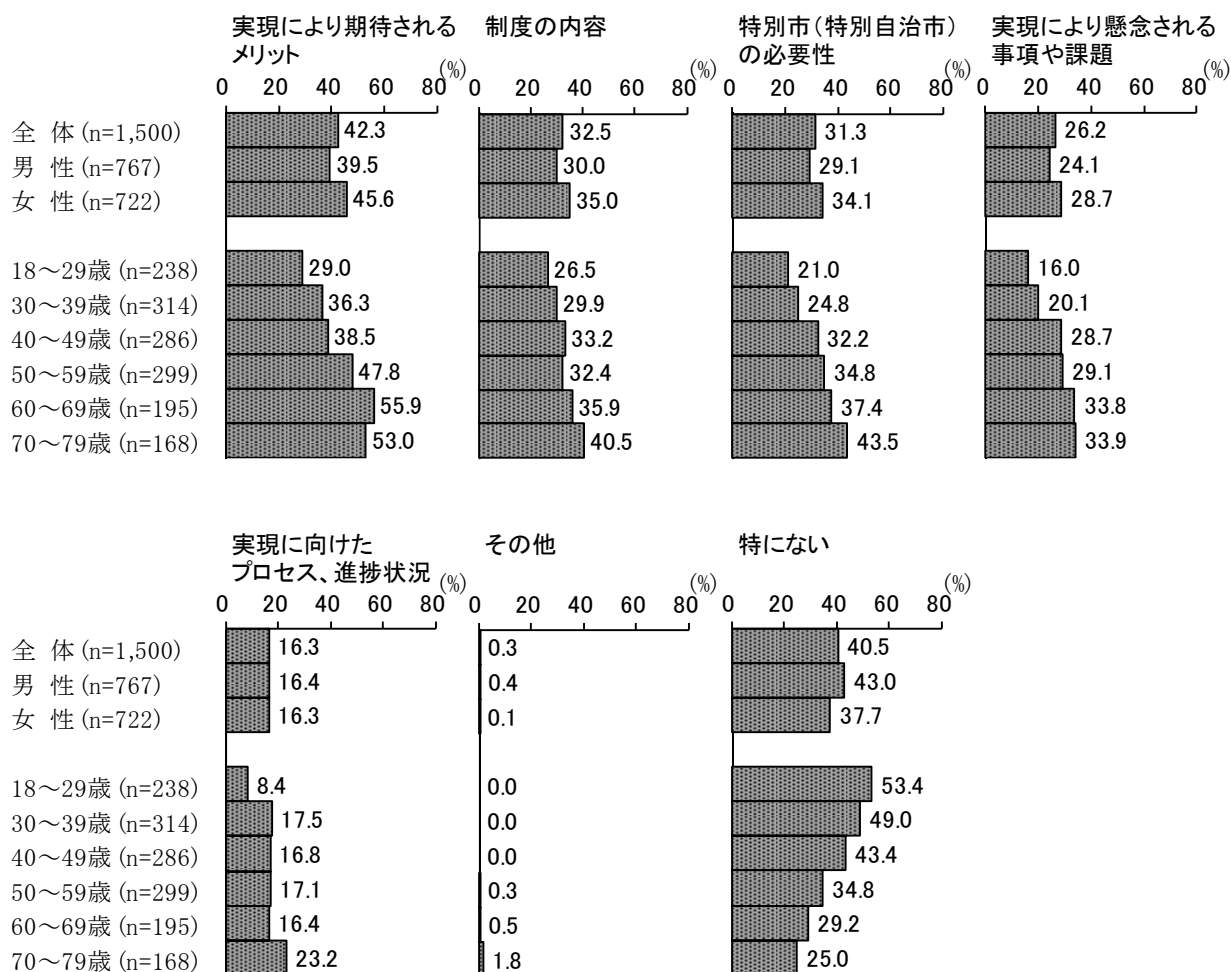 実現により期待される
メリット
制度の内容
特別市(特別自治市)
の必要性
実現により懸念される
事項や課題
(%)
(%)
(%)
(%)
0 20 40 60 80
0 20 40 60 80
0 20 40 60 80
0 20 40 60 80
全 体 (n=1,500) 42.3 32.5 31.3 26.2
男 性 (n=767) 39.5 30.0 29.1 24.1
女 性 (n=722) 45.6 35.0 34.1 28.7
18～29歳 (n=238) 29.0 26.5 21.0 16.0
30～39歳 (n=314) 36.3 29.9 24.8 20.1
40～49歳 (n=286) 38.5 33.2 32.2 28.7
50～59歳 (n=299) 47.8 32.4 34.8 29.1
60～69歳 (n=195) 55.9 35.9 37.4 33.8
70～79歳 (n=168) 53.0 40.5 43.5 33.9
実現に向けた
プロセス、進捗状況
その他
特にない
(%)
(%)
(%)
0 20 40 60 80
0 20 40 60 80
0 20 40 60 80
全 体 (n=1,500) 16.3 0.3 40.5
男 性 (n=767) 16.4 0.4 43.0
女 性 (n=722) 16.3 0.1 37.7
18～29歳 (n=238) 8.4 0.0 53.4
30～39歳 (n=314) 17.5 0.0 49.0
40～49歳 (n=286) 16.8 0.0 43.4
50～59歳 (n=299) 17.1 0.3 34.8
60～69歳 (n=195) 16.4 0.5 29.2
70～79歳 (n=168) 23.2 1.8 25.0